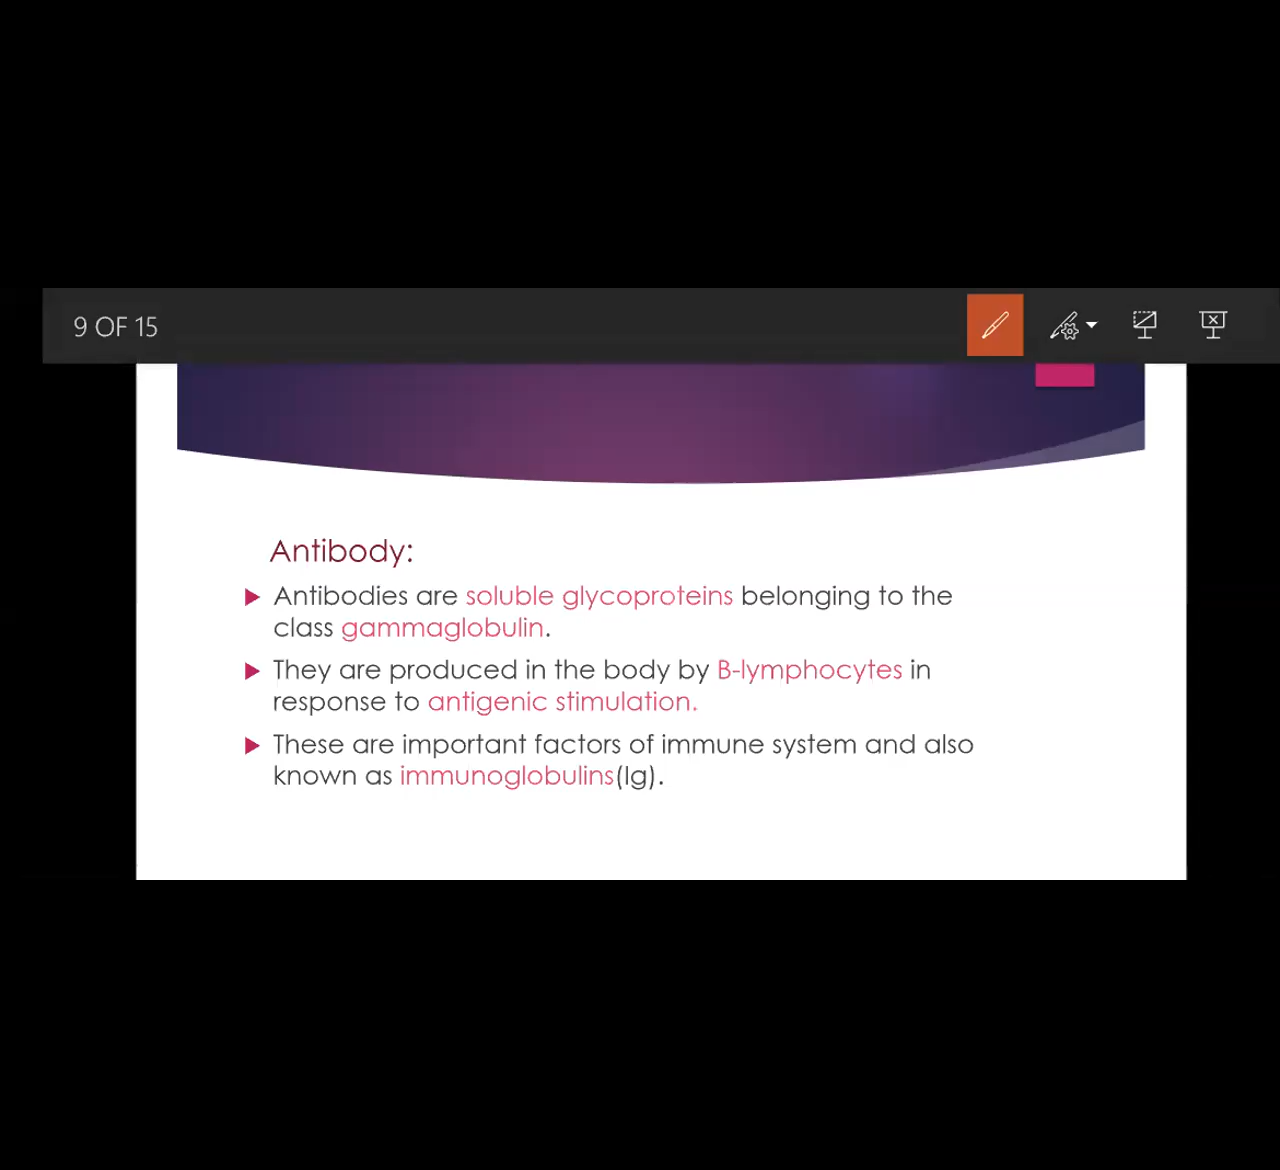 9 OF 15
Antibody:
Antibodies are soluble glycoproteins belonging to the
class gammaglobulin.
They are produced in the body by B-lymphocytes in
response to antigenic stimulation.
These are important factors of immune system and also
known as immunoglobulins(Ig).